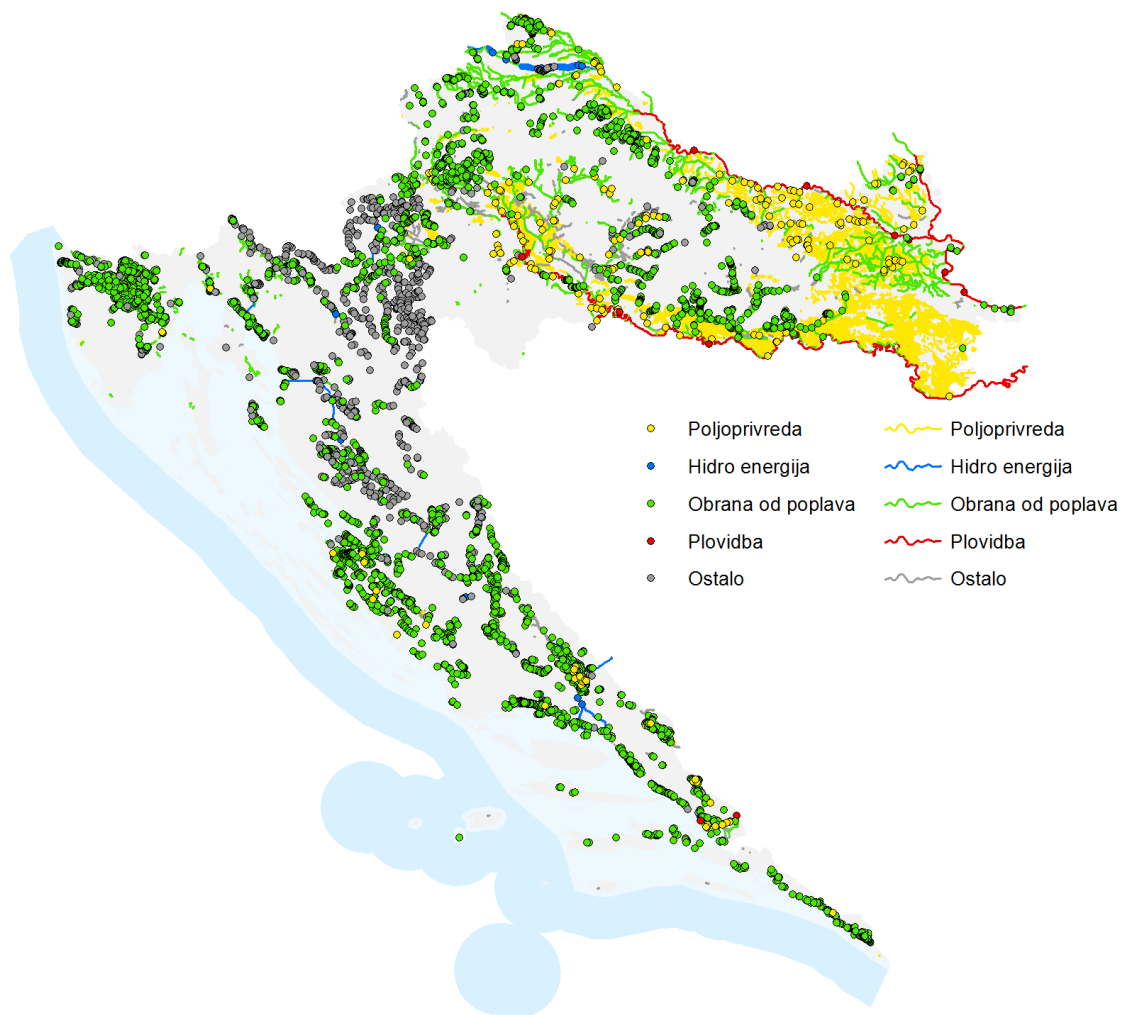 Poljoprivreda Poljoprivreda
Hidro energija Hidro energija
Obrana od poplava Obrana od poplava
Plovidba Plovidba
Ostalo Ostalo